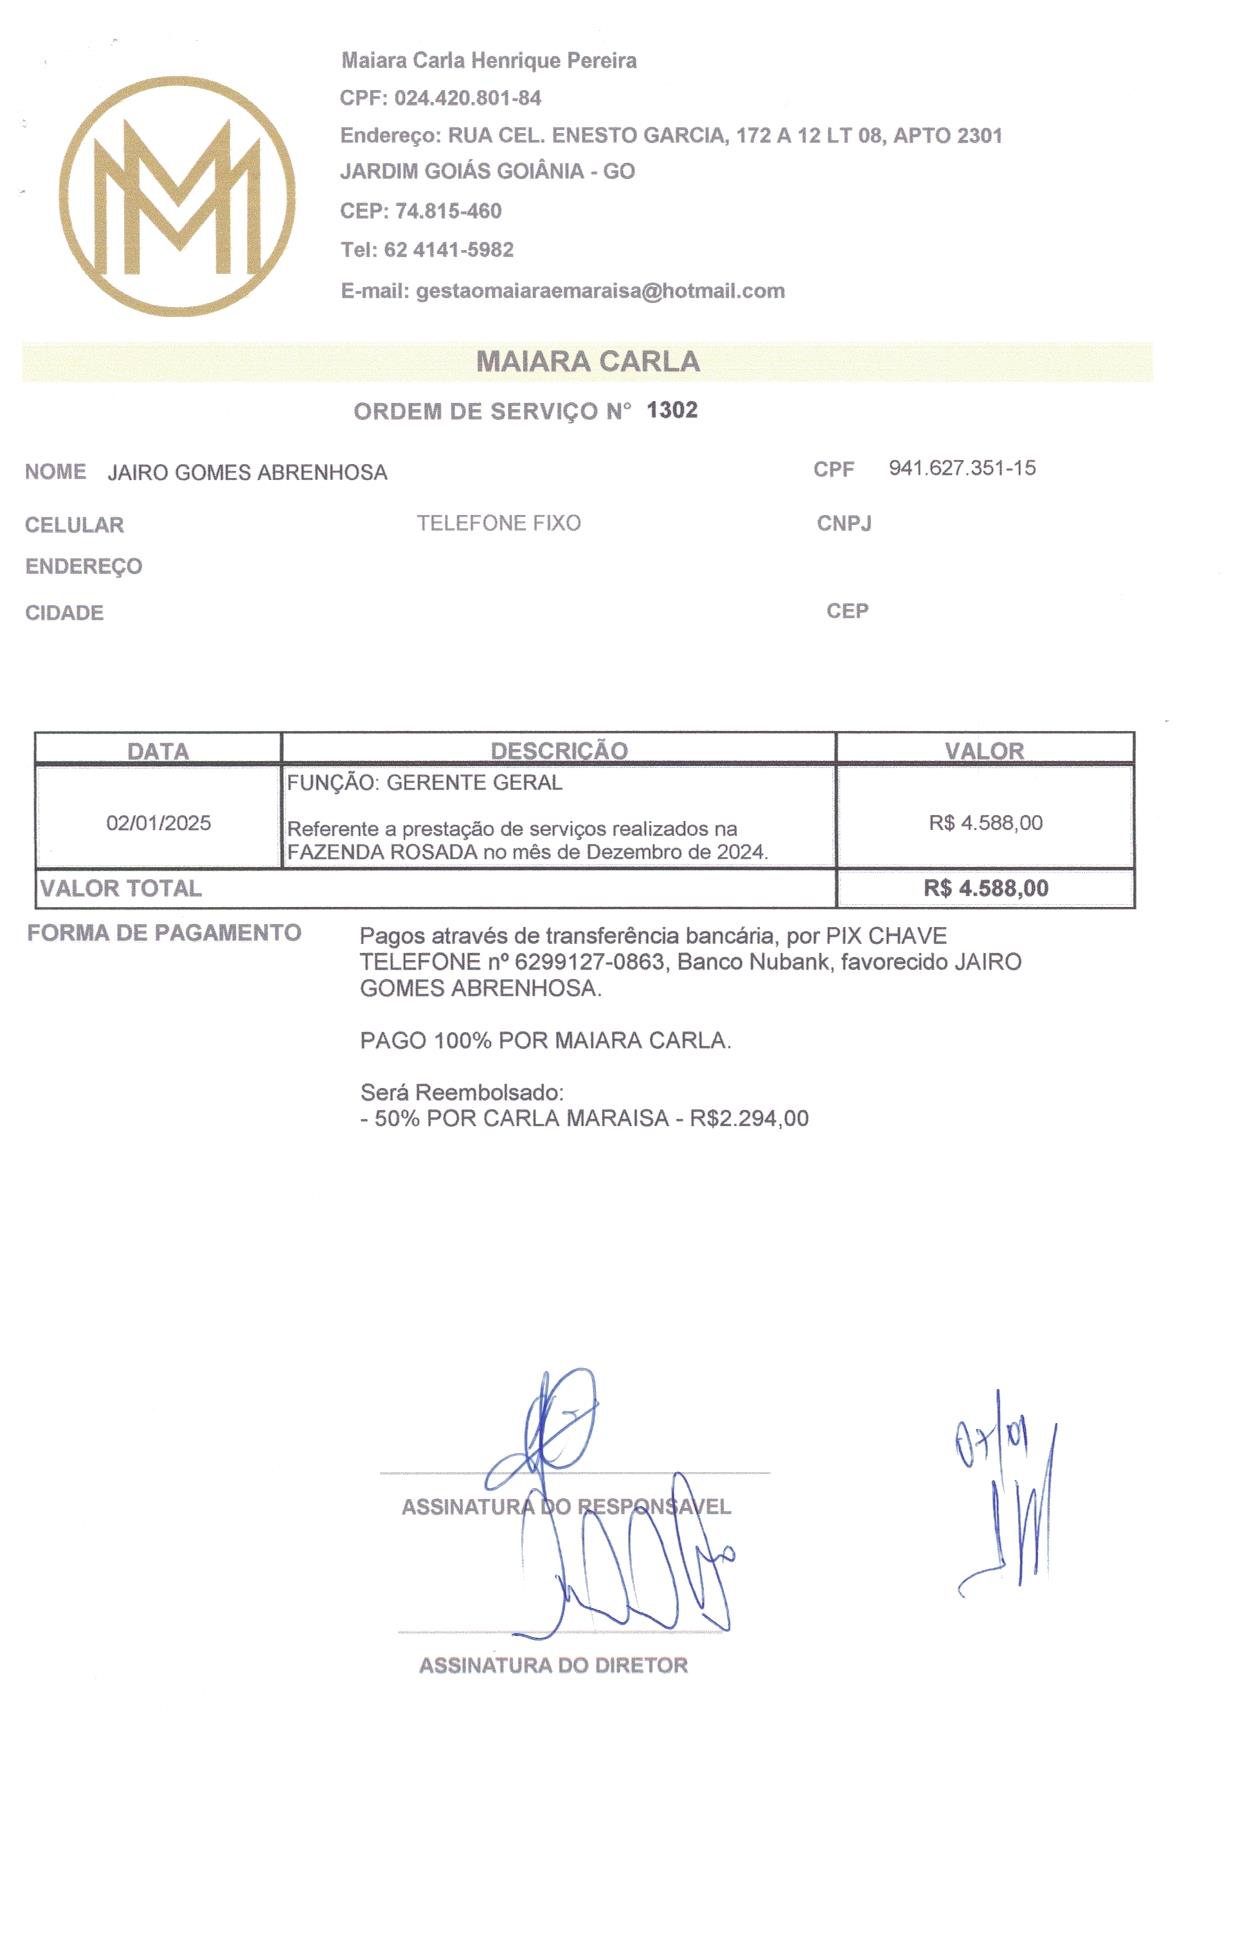 Maiara Carla Henrique Pereira
CPF: 024.420.801-84
Endereço: RUA CEL. ENESTO GARCIA, 172 A 12 LT 08, APTO 2301
JARDIM GOIÁS GOIÂNIA - GO
CEP: 74.815-460
Tel: 62 4141-5982
E-mail: gestaomaiaraemaraisa@hotmail.com
MAIARA CARLA
ORDEM DE SERVIÇO N° 1302
NOME JAIRO GOMES ABRENHOSA CPF 941.627.351-15
CELULAR TELEFONE FIXO CNPJ
ENDEREÇO
CIDADE CEP
DATA DESCRIÇÃO VALOR
FUNÇÃO: GERENTE GERAL
02/01/2025 R$ 4.588,00
Referente a prestação de serviços realizados na
FAZENDA ROSADA no mês de Dezembro de 2024.
VALOR TOTAL R$ 4.588,00
FORMA DE PAGAMENTO Pagos através de transferência bancária, por PIX CHAVE
TELEFONE nº 6299127-0863, Banco Nubank, favorecido JAIRO
GOMES ABRENHOSA.
PAGO 100% POR MAIARA CARLA.
Será Reembolsado:
- 50% POR CARLA MARAISA - R$2.294,00
07/01
ASSINATURA DO RESPONSAVEL
ASSINATURA DO DIRETOR